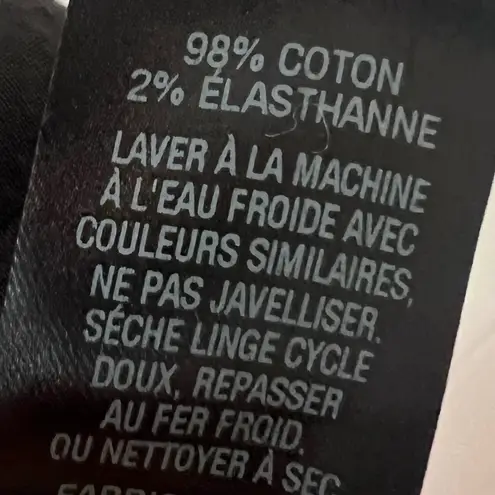 98% COTON
2% ÉLASTHANNE
LAVER À LA MACHINE
À L'EAU FROIDE AVEC
COULEURS SIMILAIRES,
NE PAS JAVELLISER.
SÉCHE LINGE CYCLE
DOUX, REPASSER
AU FER FROID.
OU NETTOYER À SEC